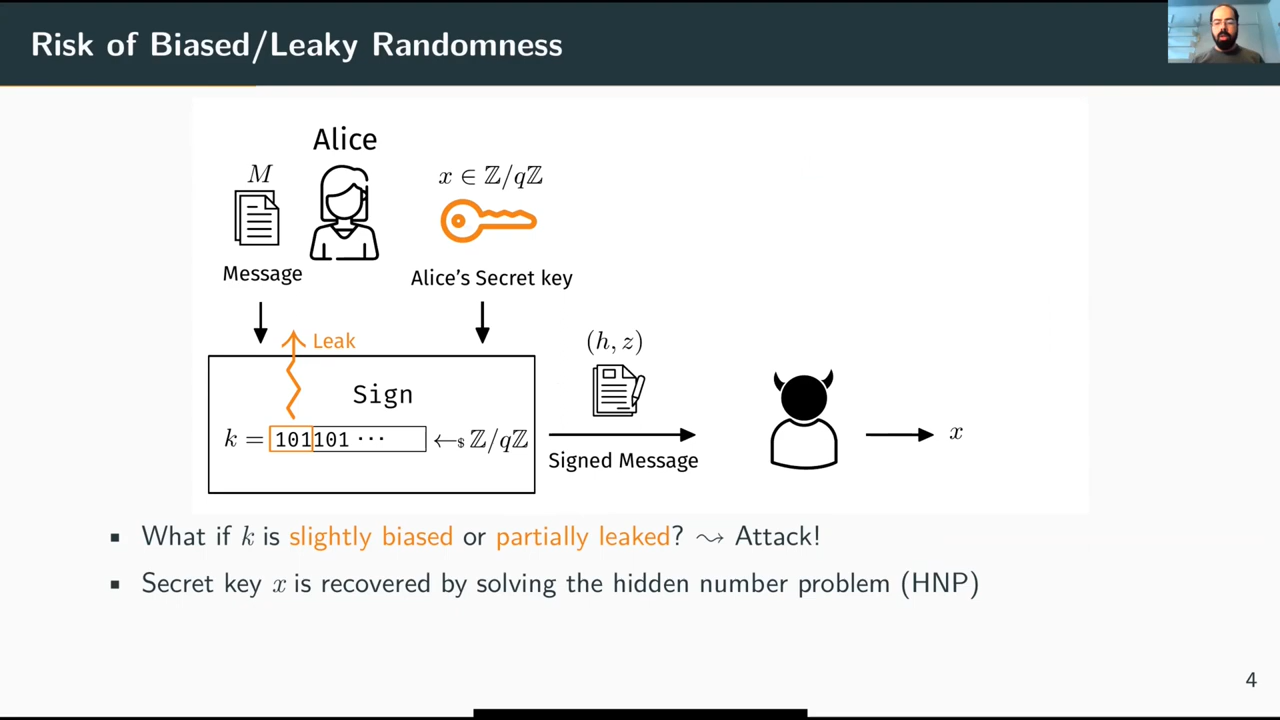 Risk of Biased/Leaky Randomness
Alice
M
x ∈ ℤ/qℤ
Message
Alice's Secret key
Leak
(h, z)
Sign
k = 101101 ⋯ ←$ ℤ/qℤ
Signed Message
x
▪ What if k is slightly biased or partially leaked? ⇝ Attack!
▪ Secret key x is recovered by solving the hidden number problem (HNP)
4